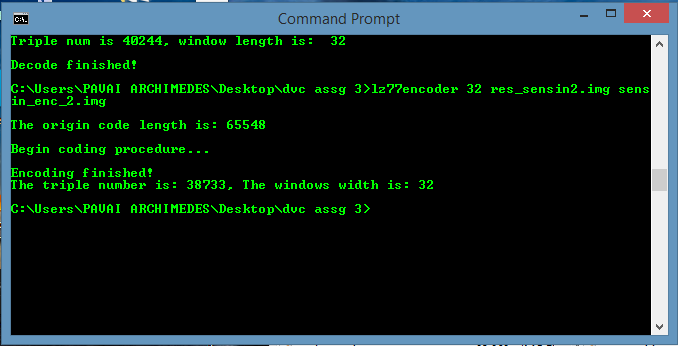 Command Prompt
Triple num is 40244, window length is:  32
Decode finished!
C:\Users\PAVAI ARCHIMEDES\Desktop\dvc assg 3>lz77encoder 32 res_sensin2.img sens
in_enc_2.img
The origin code length is: 65548
Begin coding procedure...
Encoding finished!
The triple number is: 38733, The windows width is: 32
C:\Users\PAVAI ARCHIMEDES\Desktop\dvc assg 3>